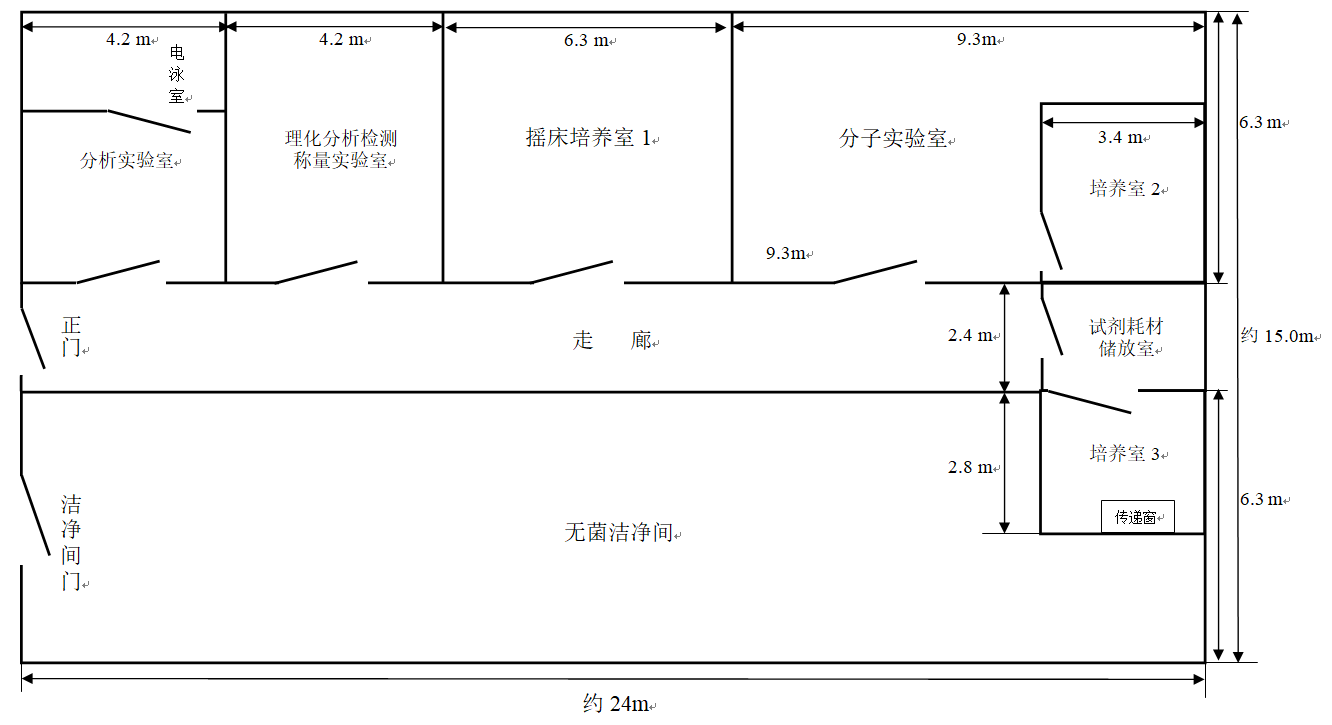 4.2 m
4.2 m
6.3 m
9.3m
电
泳
室
6.3 m
3.4 m
分析实验室
理化分析检测
称量实验室
摇床培养室 1
分子实验室
培养室 2
9.3m
正
门
走 廊
2.4 m
试剂耗材
储放室
约 15.0m
2.8 m
培养室 3
洁
净
间
门
无菌洁净间
传递窗
6.3 m
约 24m